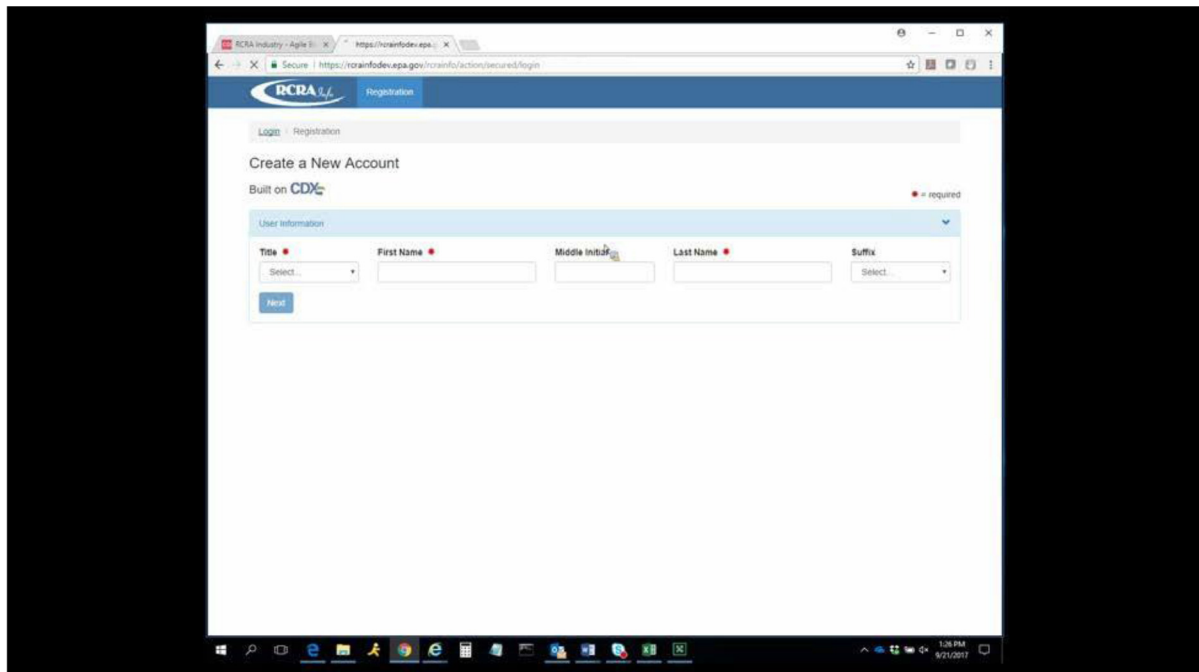 RCRA Industry - Agile
https://rcrainfodev.epa.g
Secure | https://rcrainfodev.epa.gov/rcrainfo/action/secured/login
RCRA Info Registration
Login / Registration
Create a New Account
Built on CDX
= required
User Information
Title First Name Middle Initial Last Name Suffix
Select... Select...
Next
1:26 PM
9/21/2017